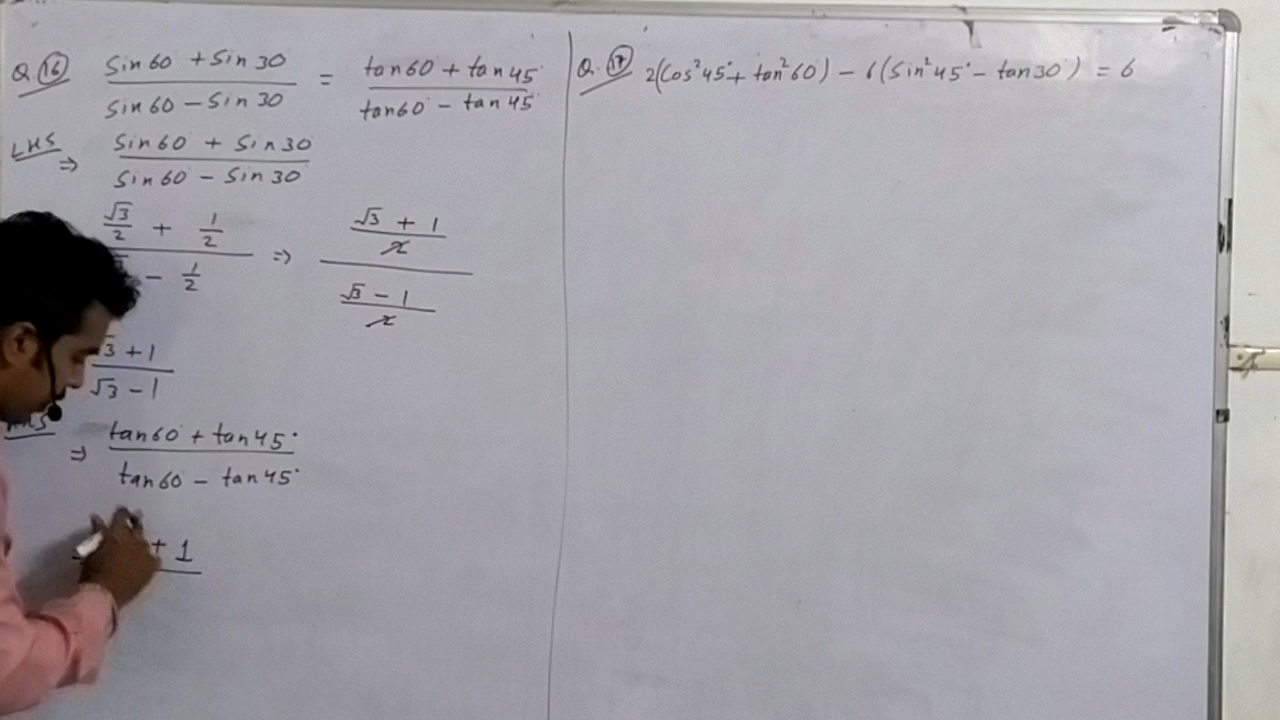 Q. 16 sin 60° + sin 30° / sin 60° - sin 30° = tan 60° + tan 45° / tan 60° - tan 45°
LHS ⇒ sin 60 + sin 30 / sin 60 - sin 30
√3/2 + 1/2 / - 1/2 ⇒ √3 + 1 / 2 / √3 - 1 / 2
3 + 1 / √3 - 1
⇒ tan 60° + tan 45° / tan 60 - tan 45°
+ 1
Q. 17 2(cos²45° + tan²60°) - 6(sin²45° - tan 30°) = 6